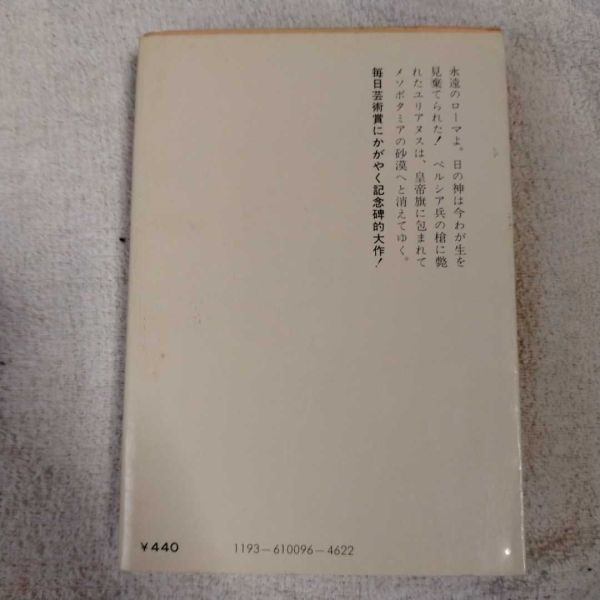 永遠のローマよ。日の神は今わが生を
見棄てられた! ペルシア兵の槍に斃
れたユリアヌスは、皇帝旗に包まれて
メソポタミアの砂漠へと消えてゆく。
毎日芸術賞にかがやく記念碑的大作!
¥440
1193-610096-4622